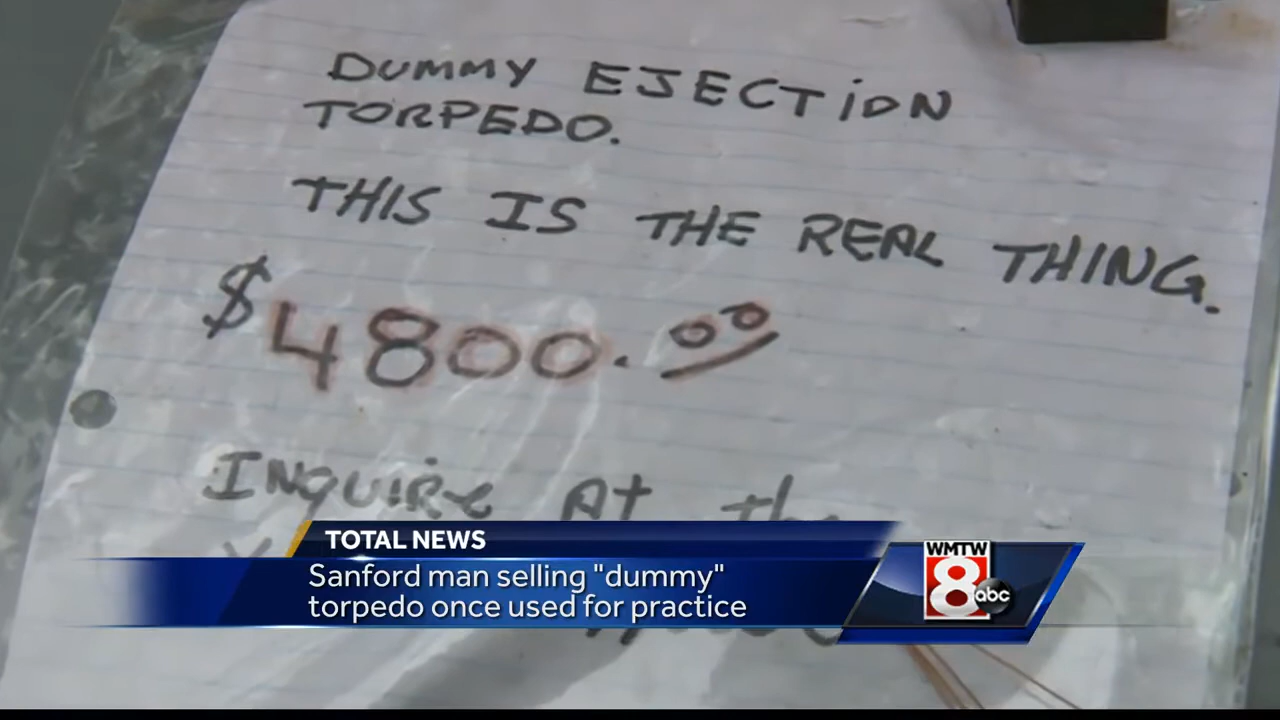 DUMMY EJECTION
TORPEDO.
THIS IS THE REAL THING.
$4800.00
INQUIRE At the
TOTAL NEWS
Sanford man selling "dummy"
torpedo once used for practice
WMTW
8
abc